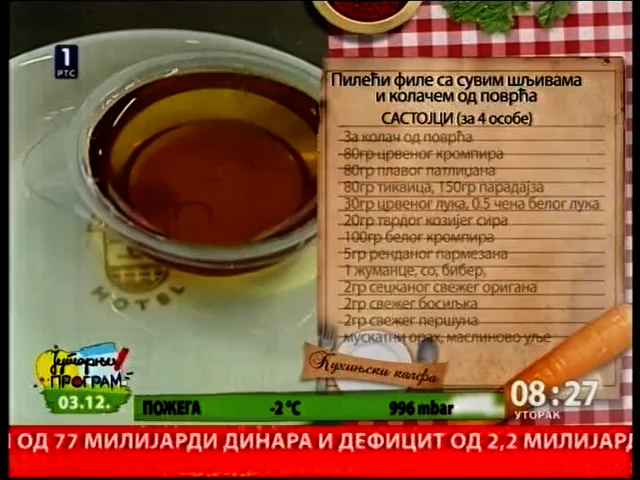 1
РТС
Пилећи филе са сувим шљивама
и колачем од поврћа
САСТОЈЦИ (за 4 особе)
За колач од поврћа
80гр црвеног кромпира
80гр плавог патлиџана
80гр тиквица, 150гр парадајза
30гр црвеног лука, 0.5 чена белог лука
20гр тврдог козијег сира
100гр белог кромпира
5гр ренданог пармезана
1 жуманце, со, бибер,
2гр сецканог свежег оригана
2гр свежег босиљка
2гр свежег першуна
мускатни орах, маслиново уље
HOTEL
Кухињски калфа
Јутарњи
ПРОГРАМ
03.12.
ПОЖЕГА -2°C 996 mbar
08:27
УТОРАК
И ОД 77 МИЛИЈАРДИ ДИНАРА И ДЕФИЦИТ ОД 2,2 МИЛИЈАРД